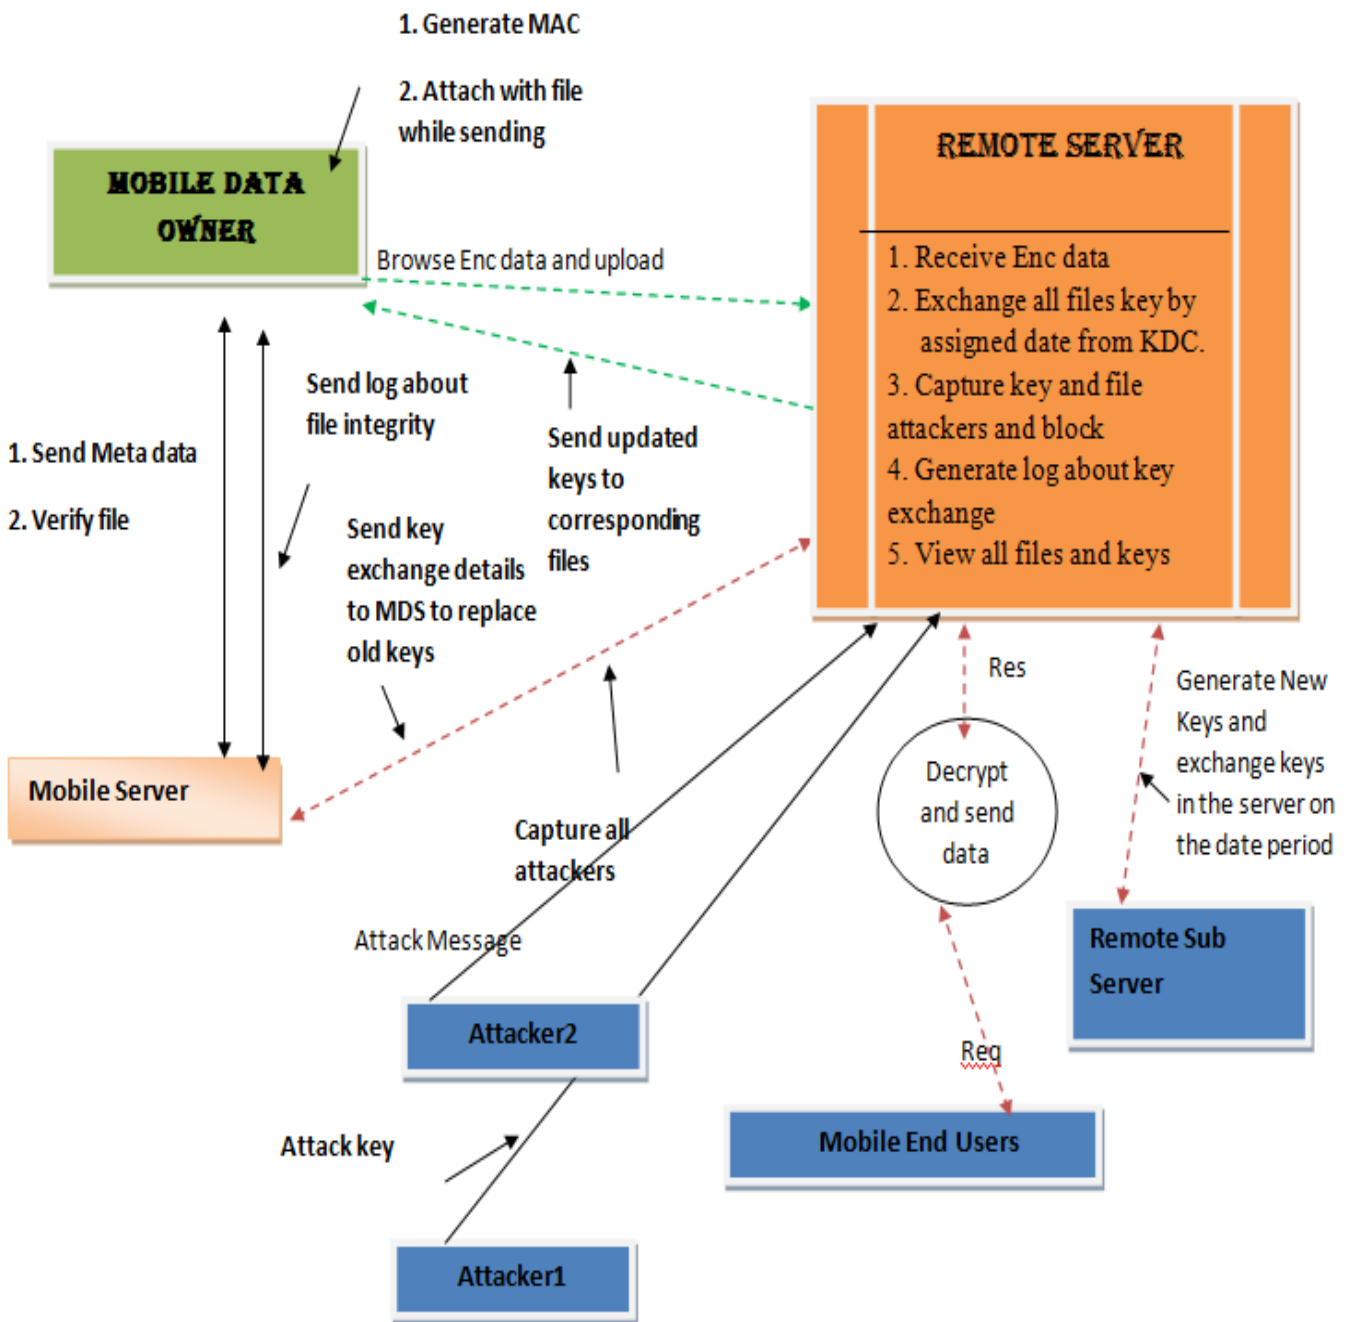 1. Generate MAC
2. Attach with file
while sending
MOBILE DATA
OWNER
REMOTE SERVER
Browse Enc data and upload
1. Receive Enc data
2. Exchange all files key by
assigned date from KDC.
3. Capture key and file
attackers and block
4. Generate log about key
exchange
5. View all files and keys
Send log about
file integrity
1. Send Meta data
2. Verify file
Send updated
keys to
corresponding
files
Send key
exchange details
to MDS to replace
old keys
Res
Generate New
Keys and
exchange keys
in the server on
the date period
Mobile Server
Decrypt
and send
data
Capture all
attackers
Attack Message
Remote Sub
Server
Attacker2
Req
Attack key
Mobile End Users
Attacker1